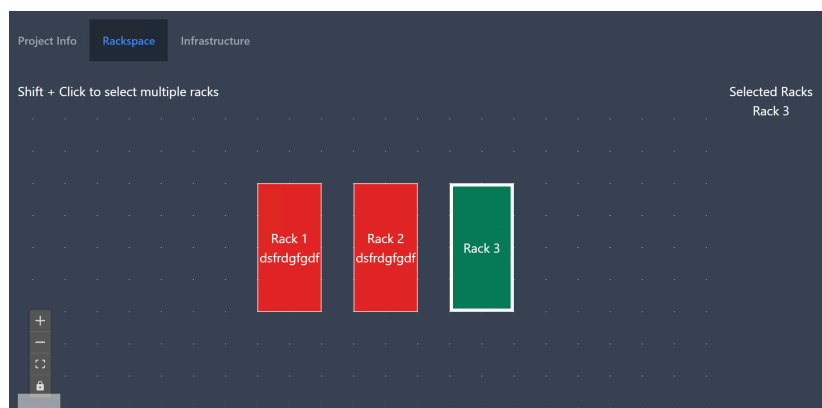 Project Info Rackspace Infrastructure
Shift + Click to select multiple racks
Selected Racks
Rack 3
Rack 1
dsfrdgfgdf
Rack 2
dsfrdgfgdf
Rack 3